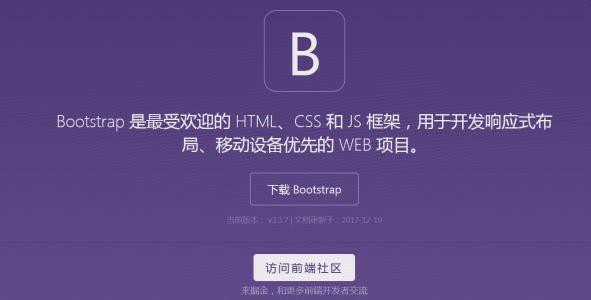 B
Bootstrap 是最受欢迎的 HTML、CSS 和 JS 框架，用于开发响应式布
局、移动设备优先的 WEB 项目。
下载 Bootstrap
当前版本： v3.3.7 | 文档更新于：2017-12-19
访问前端社区
来掘金，和更多前端开发者交流